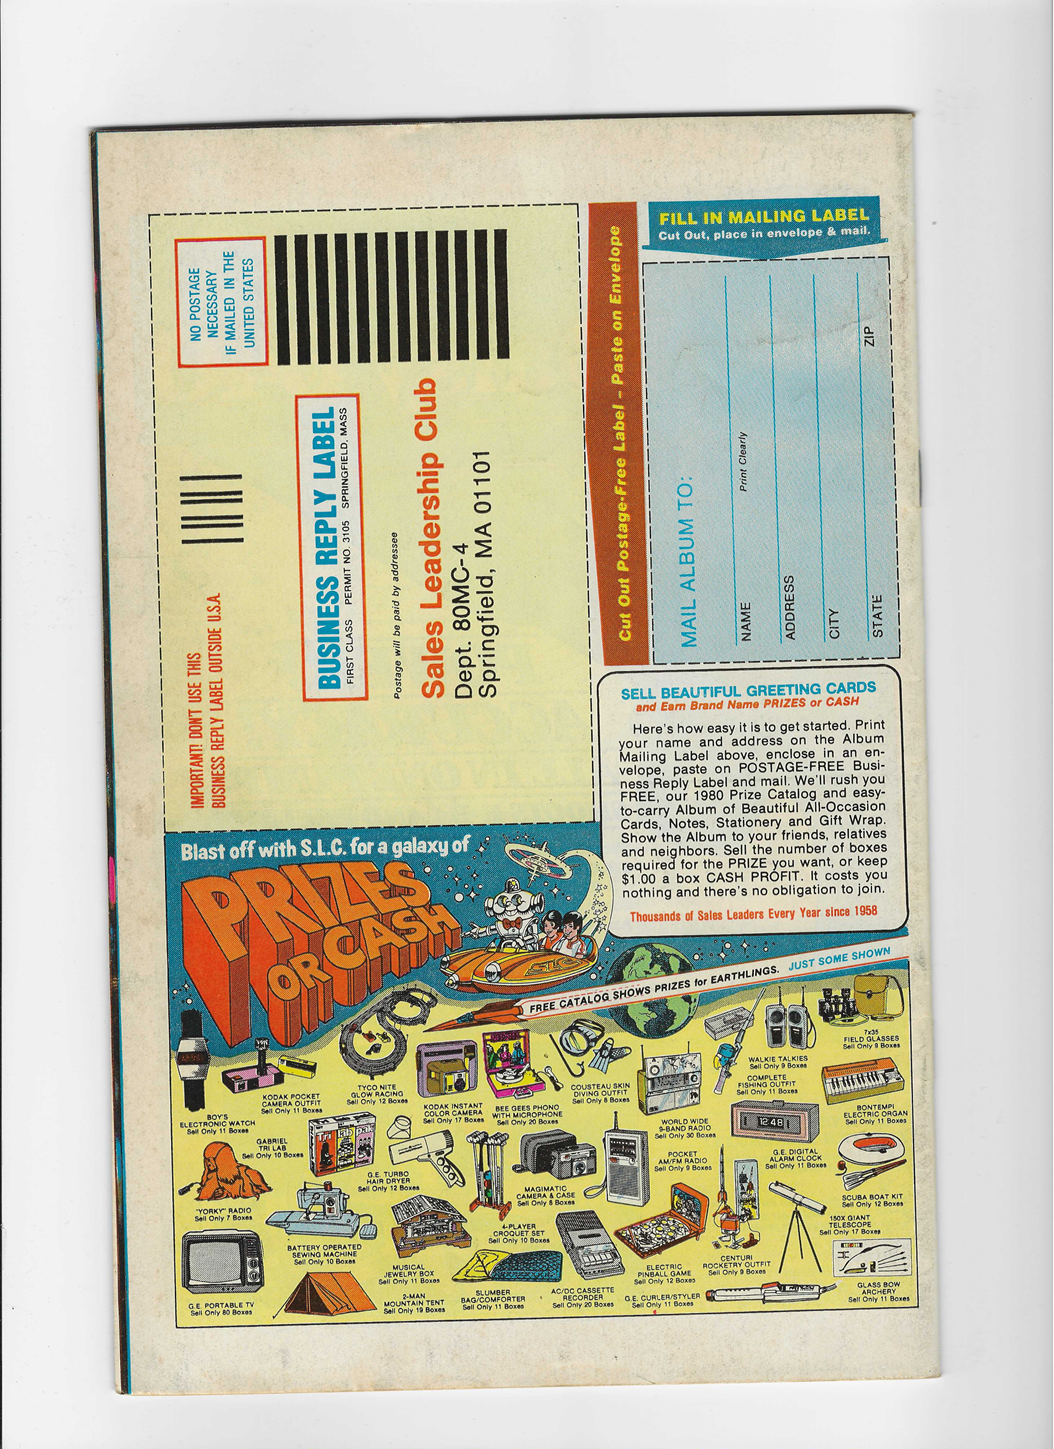 NO POSTAGE
NECESSARY
IF MAILED IN THE
UNITED STATES
IMPORTANT! DON'T USE THIS
BUSINESS REPLY LABEL OUTSIDE U.S.A.
BUSINESS REPLY LABEL
FIRST CLASS PERMIT NO. 3105 SPRINGFIELD, MASS
Postage will be paid by addressee
Sales Leadership Club
Dept. 80MC-4
Springfield, MA 01101
Cut Out Postage-Free Label - Paste on Envelope
FILL IN MAILING LABEL
Cut Out, place in envelope & mail.
MAIL ALBUM TO:
NAME
Print Clearly
ADDRESS
CITY
STATE ZIP
SELL BEAUTIFUL GREETING CARDS
and Earn Brand Name PRIZES or CASH
Here's how easy it is to get started. Print
your name and address on the Album
Mailing Label above, enclose in an en-
velope, paste on POSTAGE-FREE Busi-
ness Reply Label and mail. We'll rush you
FREE, our 1980 Prize Catalog and easy-
to-carry Album of Beautiful All-Occasion
Cards, Notes, Stationery and Gift Wrap.
Show the Album to your friends, relatives
and neighbors. Sell the number of boxes
required for the PRIZE you want, or keep
$1.00 a box CASH PROFIT. It costs you
nothing and there's no obligation to join.
Thousands of Sales Leaders Every Year since 1958
Blast off with S.L.C. for a galaxy of
PRIZES
OR CASH
SLC
FREE CATALOG SHOWS PRIZES for EARTHLINGS. JUST SOME SHOWN
BOY'S
ELECTRONIC WATCH
Sell Only 11 Boxes
KODAK POCKET
CAMERA OUTFIT
Sell Only 11 Boxes
TYCO NITE
GLOW RACING
Sell Only 12 Boxes
KODAK INSTANT
COLOR CAMERA
Sell Only 17 Boxes
BEE GEES PHONO
WITH MICROPHONE
Sell Only 20 Boxes
COUSTEAU SKIN
DIVING OUTFIT
Sell Only 8 Boxes
WORLD WIDE
9-BAND RADIO
Sell Only 30 Boxes
WALKIE TALKIES
Sell Only 9 Boxes
COMPLETE
FISHING OUTFIT
Sell Only 11 Boxes
7x35
FIELD GLASSES
Sell Only 9 Boxes
BONTEMPI
ELECTRIC ORGAN
Sell Only 11 Boxes
GABRIEL
TRI LAB
Sell Only 10 Boxes
G.E. TURBO
HAIR DRYER
Sell Only 12 Boxes
MAGIMATIC
CAMERA & CASE
Sell Only 8 Boxes
POCKET
AM/FM RADIO
Sell Only 9 Boxes
12 48
G.E. DIGITAL
ALARM CLOCK
Sell Only 11 Boxes
SCUBA BOAT KIT
Sell Only 12 Boxes
"YORKY" RADIO
Sell Only 7 Boxes
BATTERY OPERATED
SEWING MACHINE
Sell Only 10 Boxes
MUSICAL
JEWELRY BOX
Sell Only 11 Boxes
4-PLAYER
CROQUET SET
Sell Only 10 Boxes
ELECTRIC
PINBALL GAME
Sell Only 12 Boxes
CENTURI
ROCKETRY OUTFIT
Sell Only 9 Boxes
150X GIANT
TELESCOPE
Sell Only 17 Boxes
G.E. PORTABLE TV
Sell Only 80 Boxes
2-MAN
MOUNTAIN TENT
Sell Only 19 Boxes
SLUMBER
BAG/COMFORTER
Sell Only 11 Boxes
AC/DC CASSETTE
RECORDER
Sell Only 20 Boxes
G.E. CURLER/STYLER
Sell Only 11 Boxes
GLASS BOW
ARCHERY
Sell Only 11 Boxes